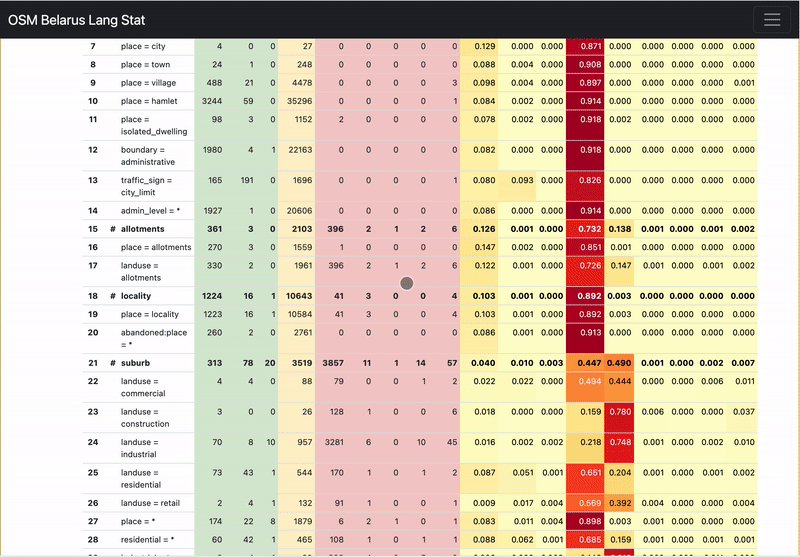 OSM Belarus Lang Stat
7 place = city 4 0 0 27 0 0 0 0 0 0.129 0.000 0.000 0.871 0.000 0.000 0.000 0.000 0.000
8 place = town 24 1 0 248 0 0 0 0 0 0.088 0.004 0.000 0.908 0.000 0.000 0.000 0.000 0.000
9 place = village 488 21 0 4478 0 0 0 0 3 0.098 0.004 0.000 0.897 0.000 0.000 0.000 0.000 0.001
10 place = hamlet 3244 59 0 35296 0 0 0 0 1 0.084 0.002 0.000 0.914 0.000 0.000 0.000 0.000 0.000
11 place = 98 3 0 1152 2 0 0 0 0 0.078 0.002 0.000 0.918 0.002 0.000 0.000 0.000 0.000
isolated_dwelling
12 boundary = 1980 4 1 22163 0 0 0 0 0 0.082 0.000 0.000 0.918 0.000 0.000 0.000 0.000 0.000
administrative
13 traffic_sign = 165 191 0 1696 0 0 0 0 1 0.080 0.093 0.000 0.826 0.000 0.000 0.000 0.000 0.000
city_limit
14 admin_level = * 1927 1 0 20606 0 0 0 0 0 0.086 0.000 0.000 0.914 0.000 0.000 0.000 0.000 0.000
15 # allotments 361 3 0 2103 396 2 1 2 6 0.126 0.001 0.000 0.732 0.138 0.001 0.000 0.001 0.002
16 place = allotments 270 3 0 1559 1 0 0 0 0 0.147 0.002 0.000 0.851 0.001 0.000 0.000 0.000 0.000
17 landuse = 330 2 0 1961 396 2 1 2 6 0.122 0.001 0.000 0.726 0.147 0.001 0.000 0.001 0.002
allotments
18 # locality 1224 16 1 10643 41 3 0 0 4 0.103 0.001 0.000 0.892 0.003 0.000 0.000 0.000 0.000
19 place = locality 1223 16 1 10584 41 3 0 0 4 0.103 0.001 0.000 0.892 0.003 0.000 0.000 0.000 0.000
20 abandoned:place 260 2 0 2761 0 0 0 0 0 0.086 0.001 0.000 0.913 0.000 0.000 0.000 0.000 0.000
= *
21 # suburb 313 78 20 3519 3857 11 1 14 57 0.040 0.010 0.003 0.447 0.490 0.001 0.000 0.002 0.007
22 landuse = 4 4 0 88 79 0 0 1 2 0.022 0.022 0.000 0.494 0.444 0.000 0.000 0.006 0.011
commercial
23 landuse = 3 0 0 26 128 1 0 0 6 0.018 0.000 0.000 0.159 0.780 0.006 0.000 0.000 0.037
construction
24 landuse = 70 8 10 957 3281 6 0 10 45 0.016 0.002 0.002 0.218 0.748 0.001 0.000 0.002 0.010
industrial
25 landuse = 73 43 1 544 170 1 0 1 2 0.087 0.051 0.001 0.651 0.204 0.001 0.000 0.001 0.002
residential
26 landuse = retail 2 4 1 132 91 1 0 0 1 0.009 0.017 0.004 0.569 0.392 0.004 0.000 0.000 0.004
27 place = * 174 22 8 1879 6 2 1 0 1 0.083 0.011 0.004 0.898 0.003 0.001 0.000 0.000 0.000
28 residential = * 60 42 1 465 108 1 0 1 1 0.088 0.062 0.001 0.685 0.159 0.001 0.000 0.001 0.001